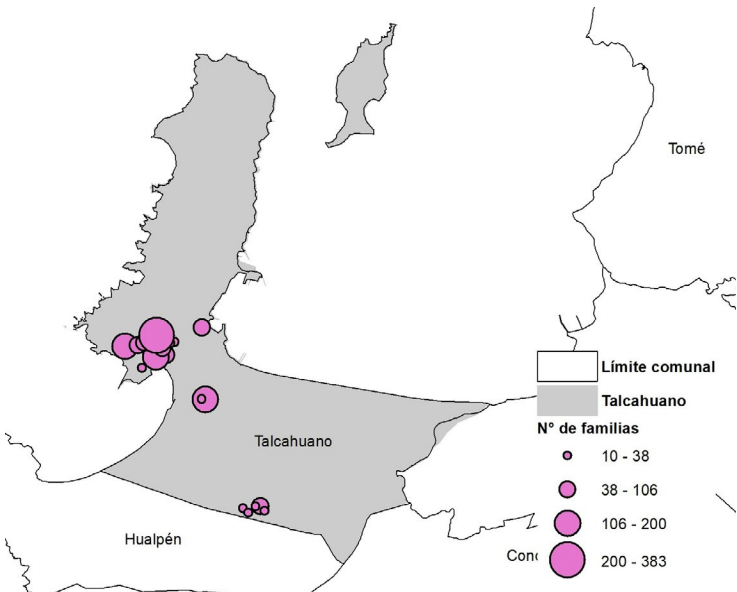 Tomé
Límite comunal
Talcahuano
N° de familias
10 - 38
38 - 106
106 - 200
200 - 383
Talcahuano
Hualpén